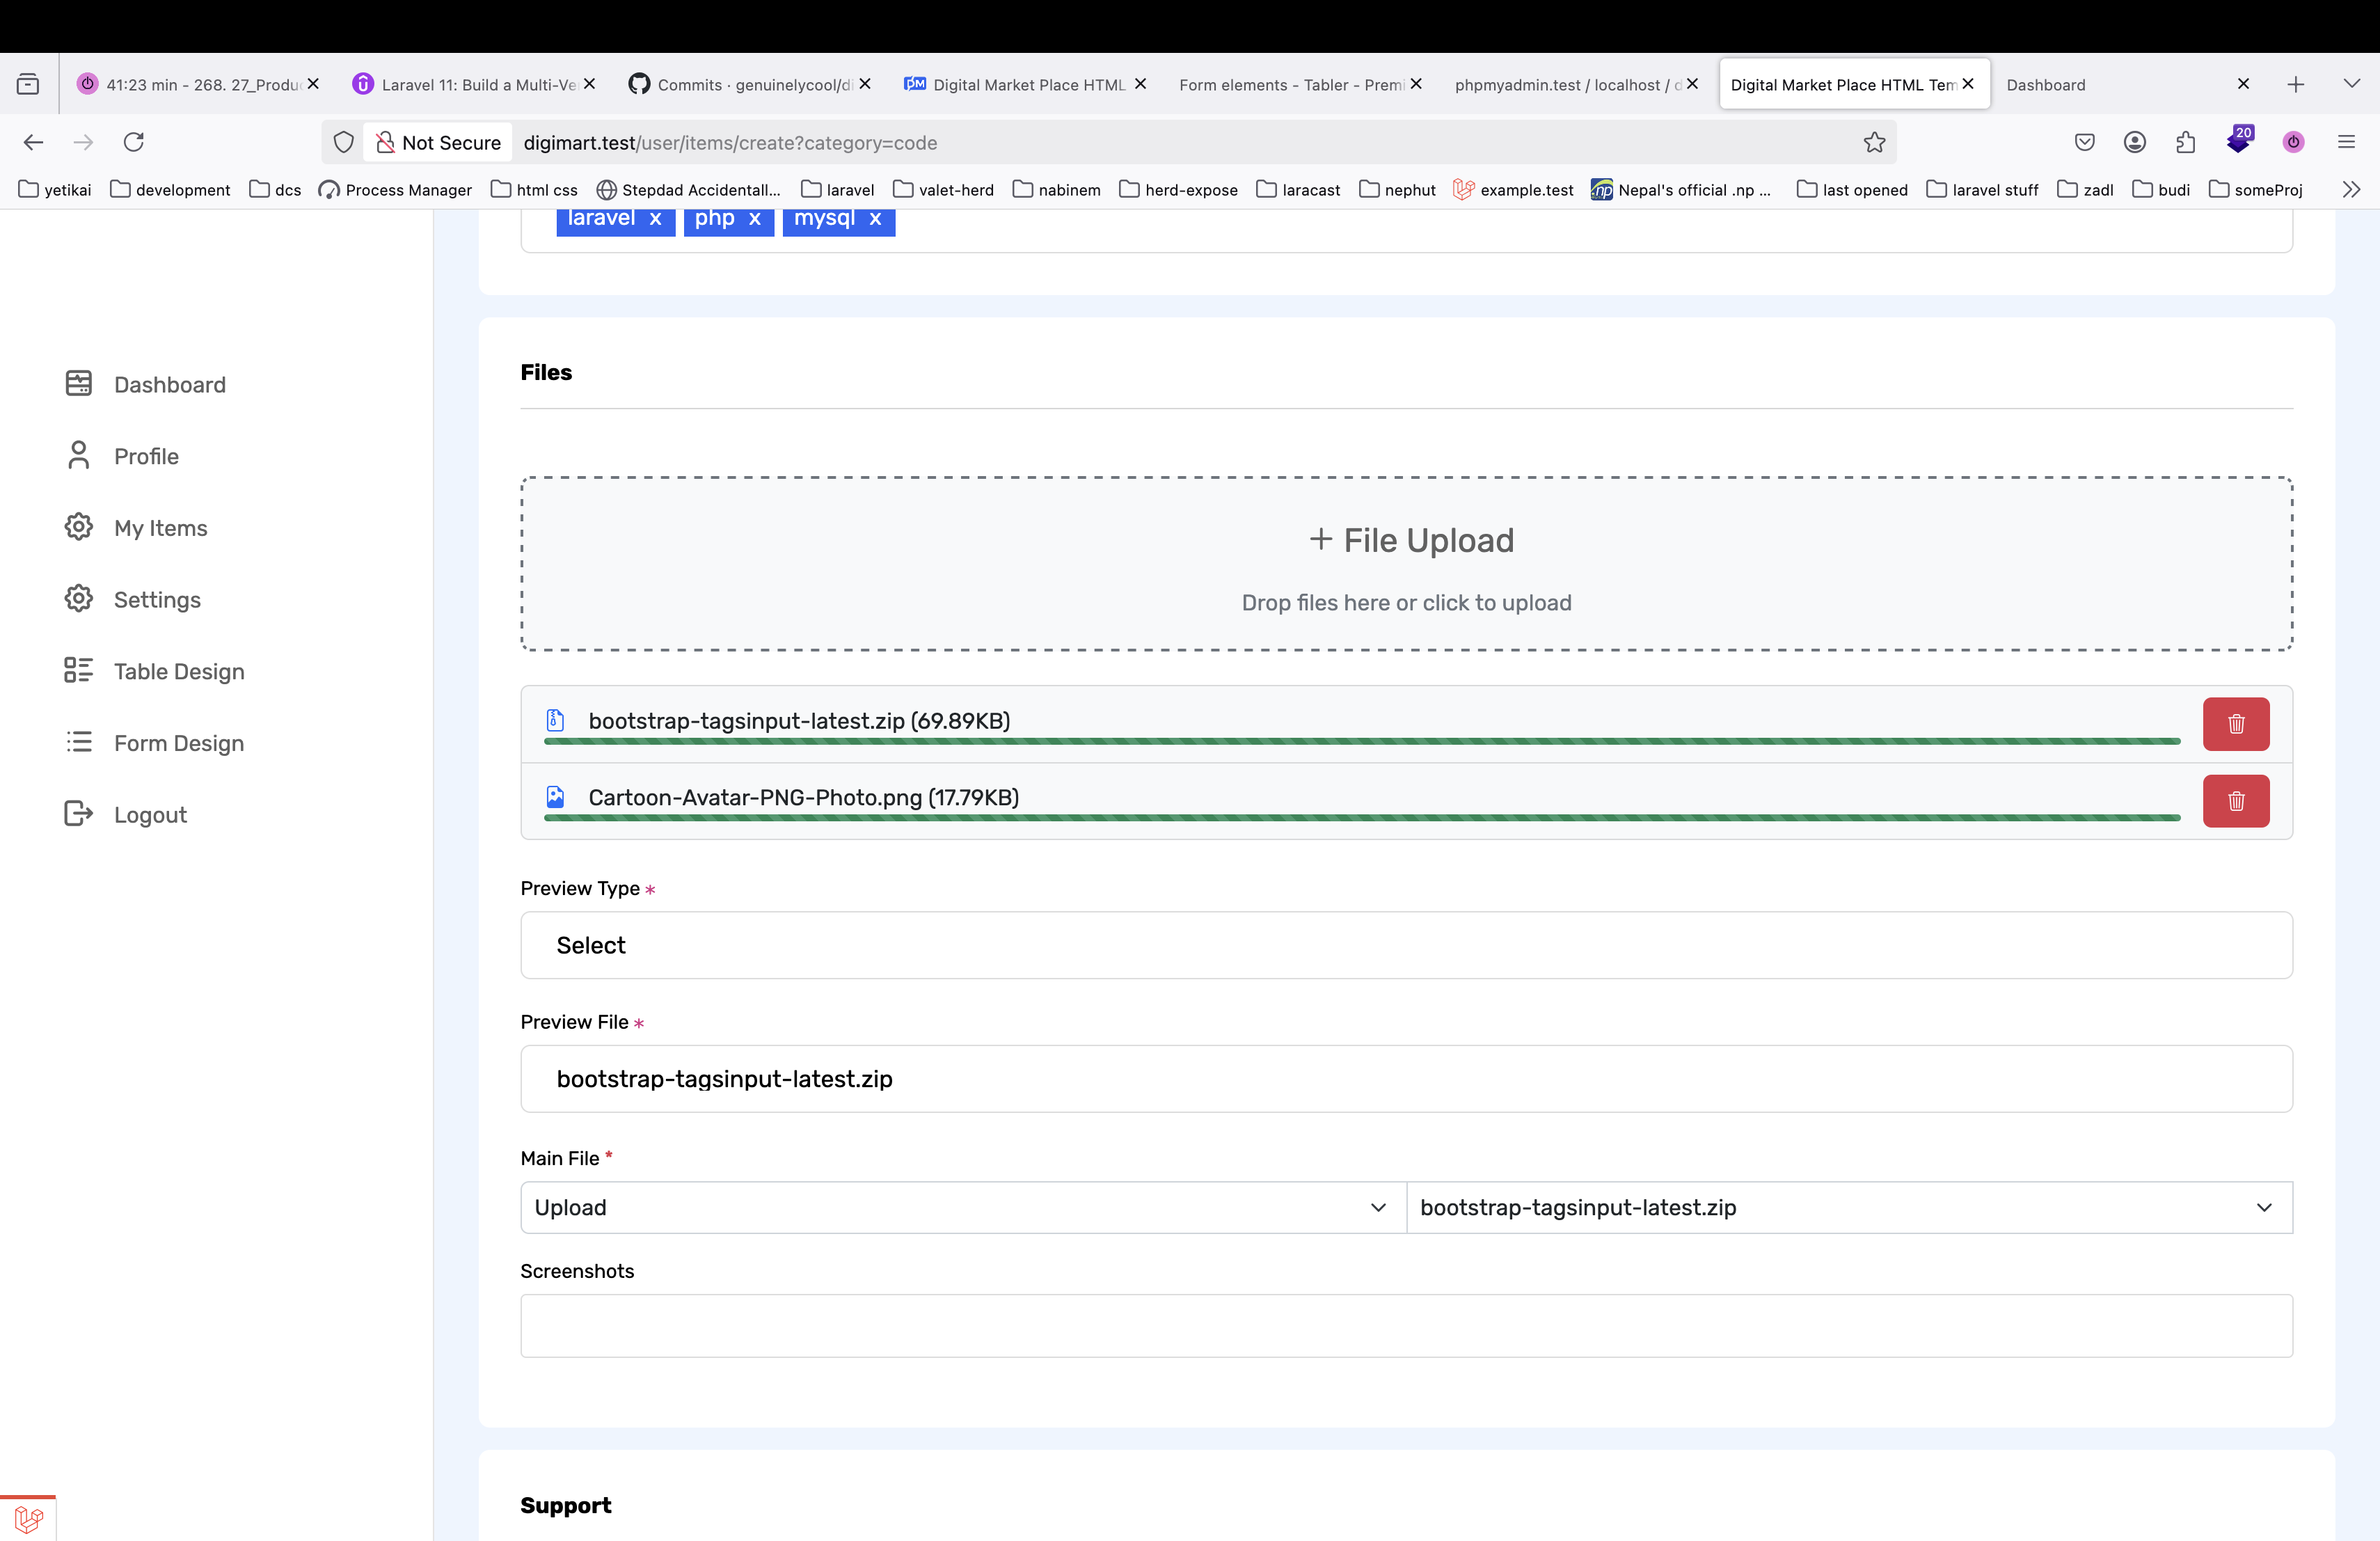 41:23 min - 268. 27_Produ
Laravel 11: Build a Multi-Ve
Commits · genuinelycool/di
Digital Market Place HTML
Form elements - Tabler - Premi
phpmyadmin.test / localhost / d
Digital Market Place HTML Tem
Dashboard
Not Secure
digimart.test/user/items/create?category=code
20
yetikai
development
dcs
Process Manager
html css
Stepdad Accidentall...
laravel
valet-herd
nabinem
herd-expose
laracast
nephut
example.test
Nepal's official .np ...
last opened
laravel stuff
zadl
budi
someProj
laravel x
php x
mysql x
Dashboard
Profile
My Items
Settings
Table Design
Form Design
Logout
Files
+ File Upload
Drop files here or click to upload
bootstrap-tagsinput-latest.zip (69.89KB)
Cartoon-Avatar-PNG-Photo.png (17.79KB)
Preview Type *
Select
Preview File *
bootstrap-tagsinput-latest.zip
Main File *
Upload
bootstrap-tagsinput-latest.zip
Screenshots
Support